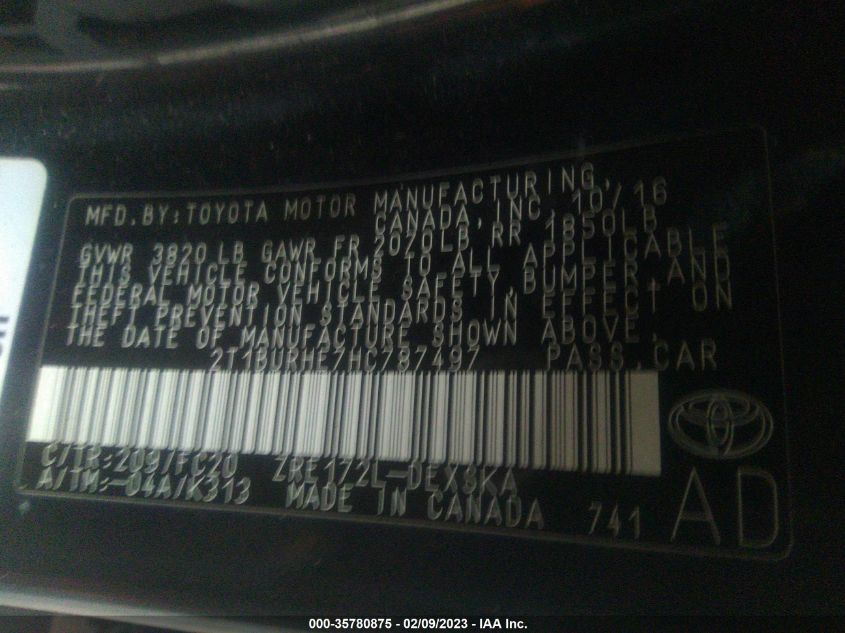 MFD.BY:TOYOTA MOTOR MANUFACTURING,
CANADA,INC. 10/16
GVWR 3820 LB GAWR FR 2020LB RR 1850LB
THIS VEHICLE CONFORMS TO ALL APPLICABLE
FEDERAL MOTOR VEHICLE SAFETY,BUMPER,AND
THEFT PREVENTION STANDARDS IN EFFECT ON
THE DATE OF MANUFACTURE SHOWN ABOVE.
2T1BURHE7HC787497 PASS.CAR
C/TR:209/FC20 ZRE172L-DEXSKA
A/TM:-04A/K313 MADE IN CANADA 741
AD
000-35780875 - 02/09/2023 - IAA Inc.